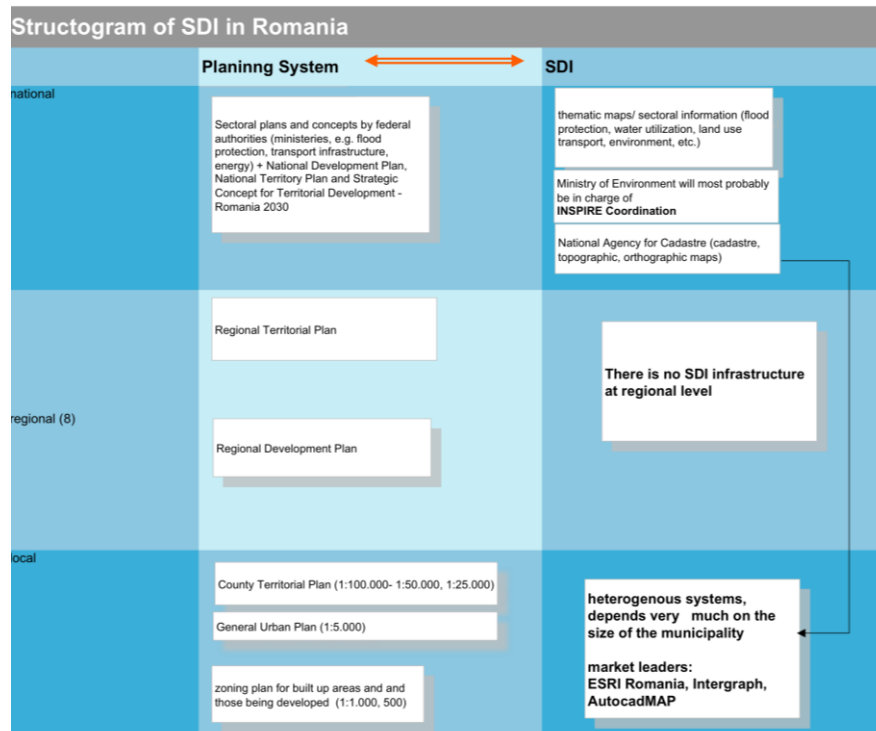 Structogram of SDI in Romania
Planinng System
SDI
national
Sectoral plans and concepts by federal
authorities (ministeries, e.g. flood
protection, transport infrastructure,
energy) + National Development Plan,
National Territory Plan and Strategic
Concept for Territorial Development -
Romania 2030
thematic maps/ sectoral information (flood
protection, water utilization, land use
transport, environment, etc.)
Ministry of Environment will most probably
be in charge of
INSPIRE Coordination
National Agency for Cadastre (cadastre,
topographic, orthographic maps)
regional (8)
Regional Territorial Plan
Regional Development Plan
There is no SDI infrastructure
at regional level
local
County Territorial Plan (1:100.000- 1:50.000, 1:25.000)
General Urban Plan (1:5.000)
zoning plan for built up areas and and
those being developed (1:1.000, 500)
heterogenous systems,
depends very much on the
size of the municipality
market leaders:
ESRI Romania, Intergraph,
AutocadMAP